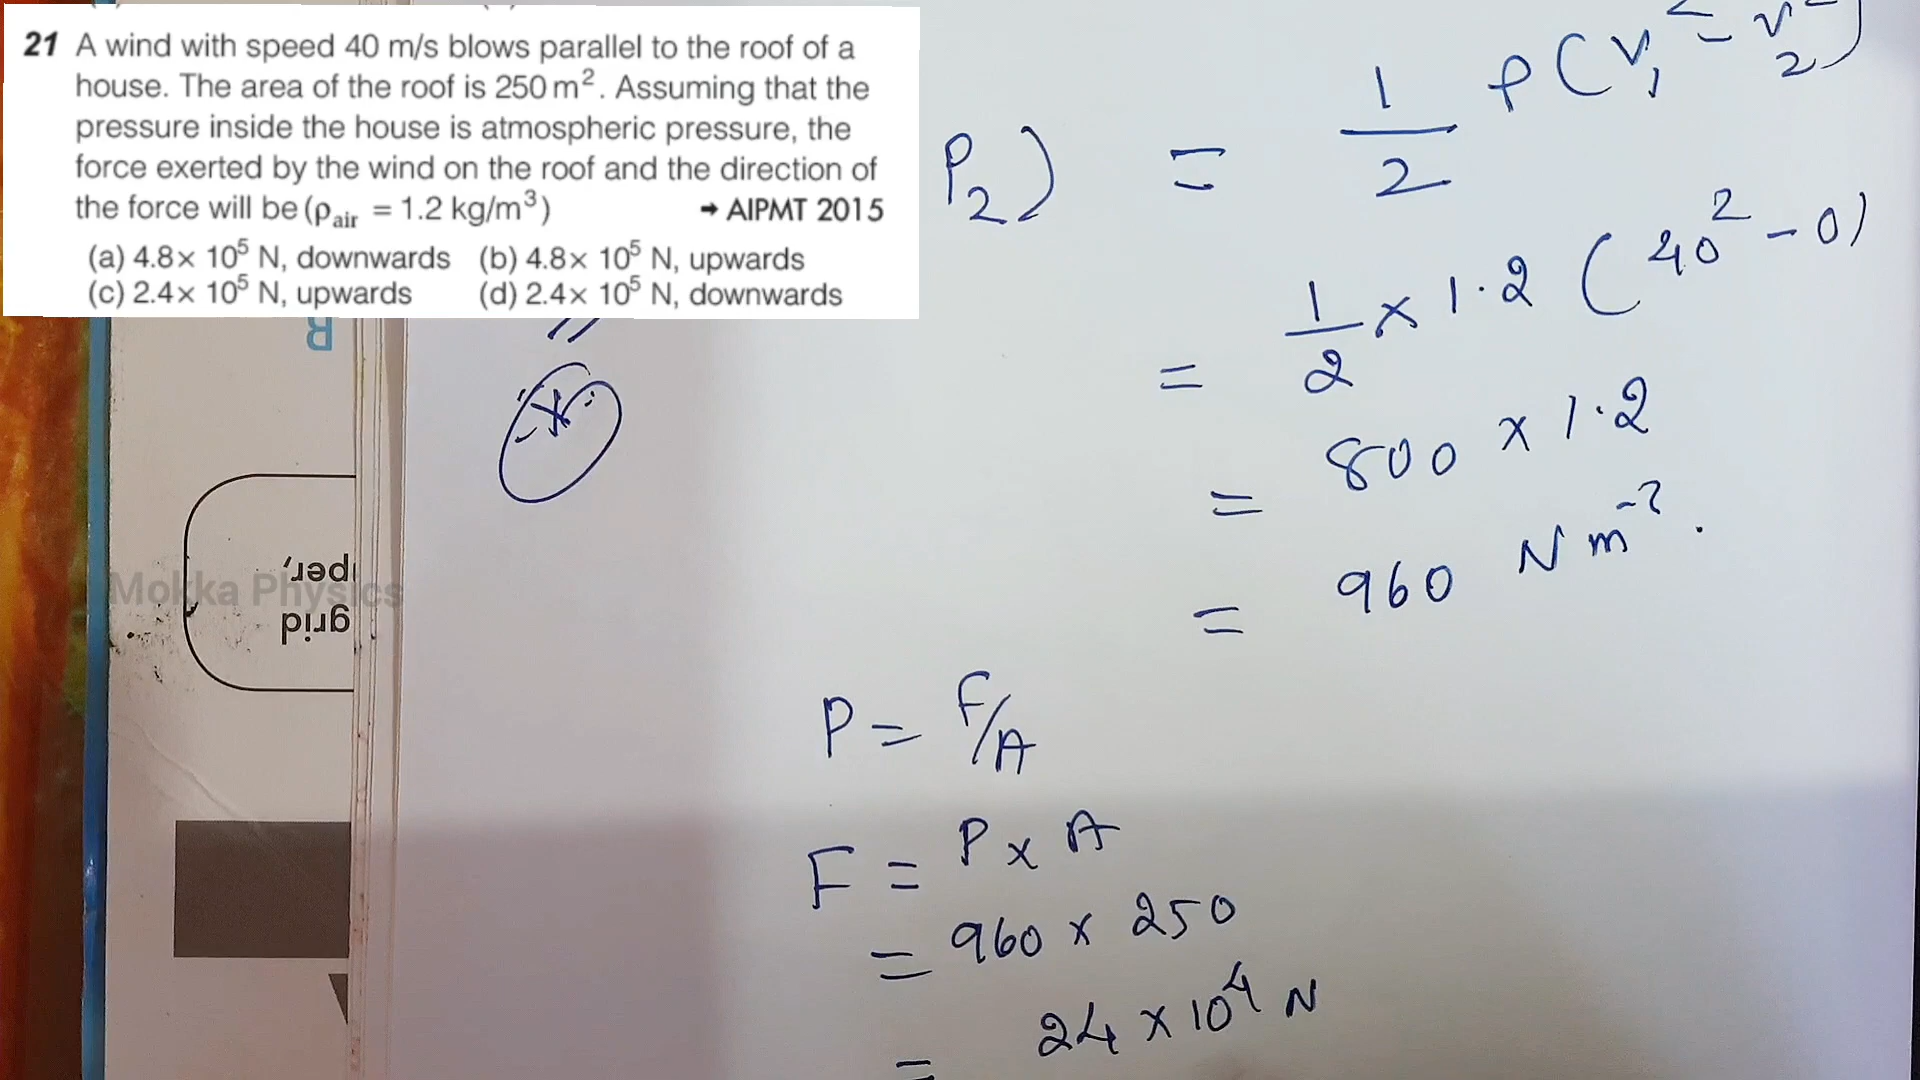 21 A wind with speed 40 m/s blows parallel to the roof of a
house. The area of the roof is 250 m². Assuming that the
pressure inside the house is atmospheric pressure, the
force exerted by the wind on the roof and the direction of
the force will be (ρair = 1.2 kg/m³) → AIPMT 2015
(a) 4.8× 10⁵ N, downwards (b) 4.8× 10⁵ N, upwards
(c) 2.4× 10⁵ N, upwards (d) 2.4× 10⁵ N, downwards
P₂) = 1/2 ρ(v₁² - v₂²)
= 1/2 × 1.2 (40² - 0)
= 800 × 1.2
= 960 N m⁻².
P = F/A
F = P × A
= 960 × 250
= 24 × 10⁴ N
Mokka Physics
per,
grid